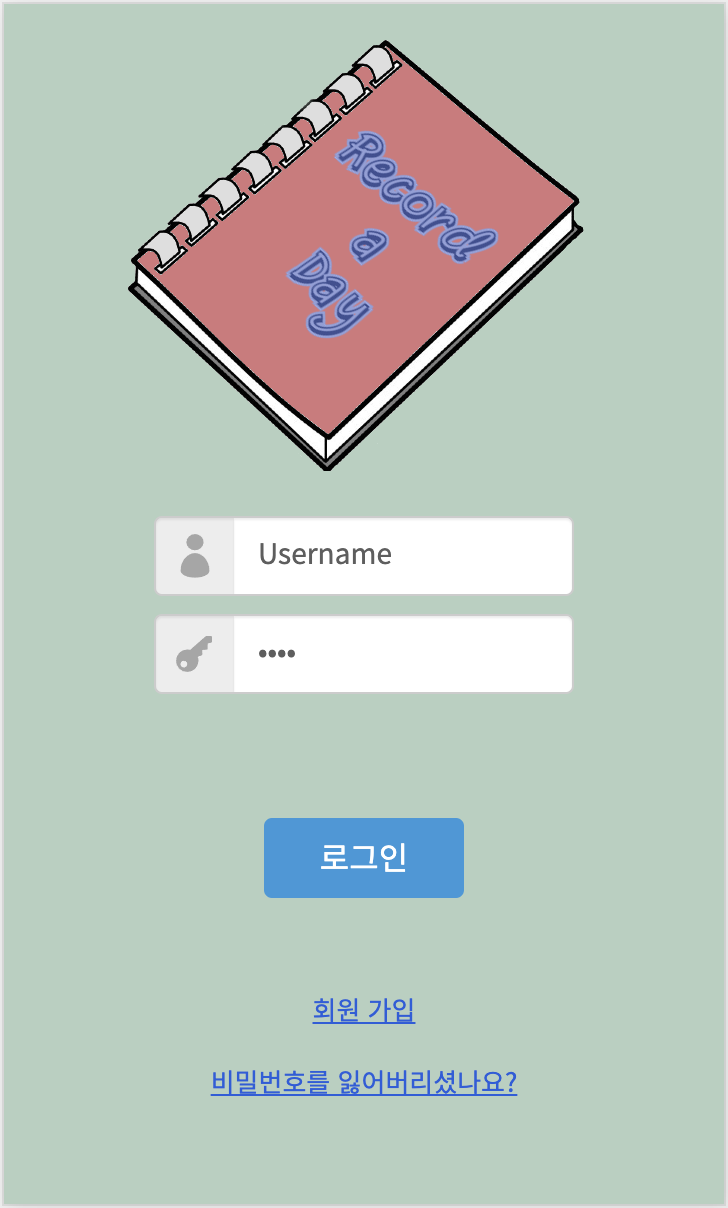 Record
a
Day
Username
••••
로그인
회원 가입
비밀번호를 잃어버리셨나요?